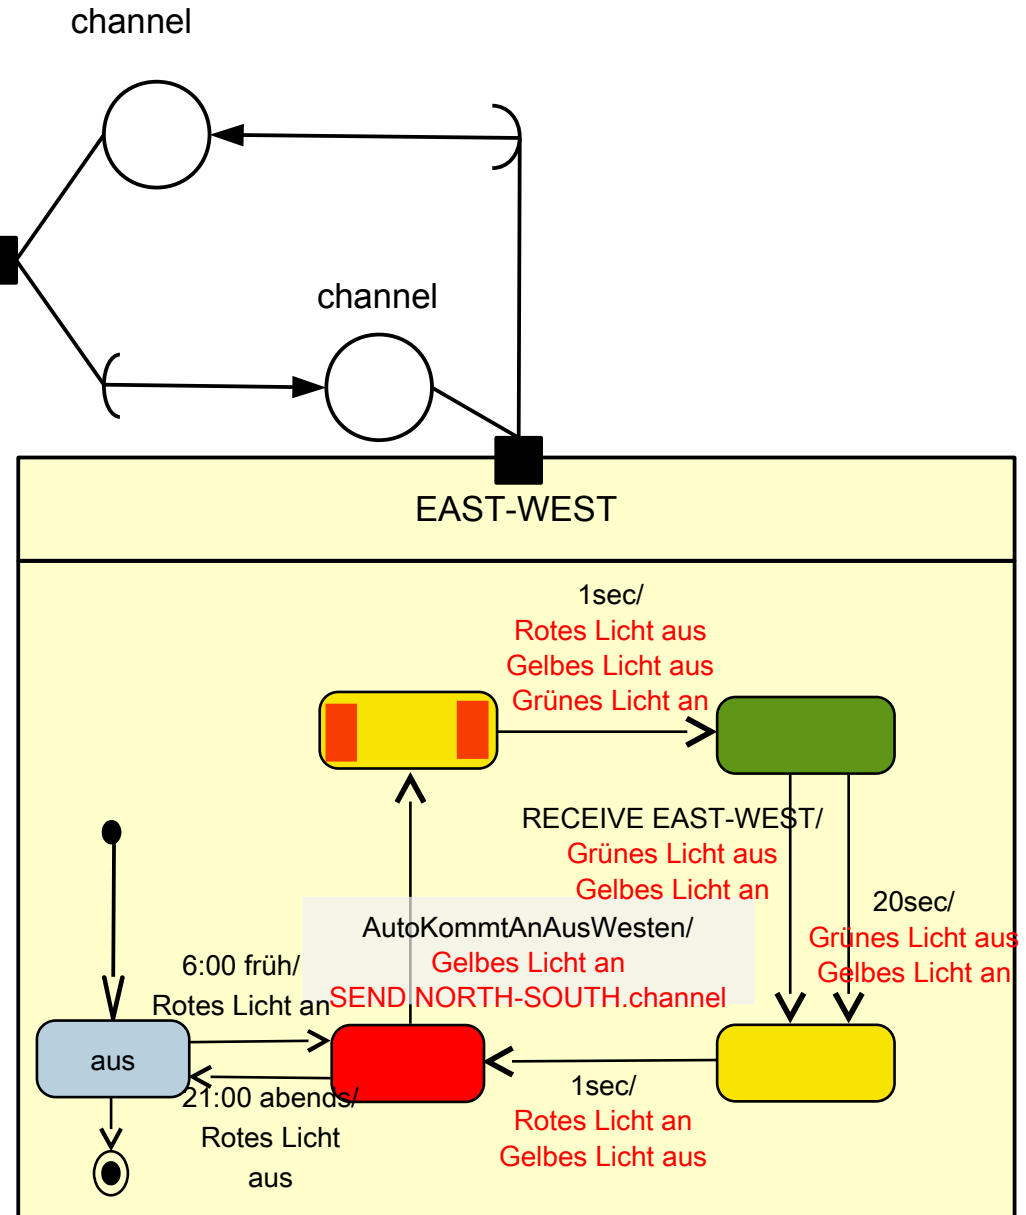 channel
channel
EAST-WEST
1sec/
Rotes Licht aus
Gelbes Licht aus
Grünes Licht an
RECEIVE EAST-WEST/
Grünes Licht aus
Gelbes Licht an
20sec/
Grünes Licht aus
Gelbes Licht an
AutoKommtAnAusWesten/
Gelbes Licht an
SEND.NORTH-SOUTH.channel
6:00 früh/
Rotes Licht an
aus
21:00 abends/
Rotes Licht
aus
1sec/
Rotes Licht an
Gelbes Licht aus